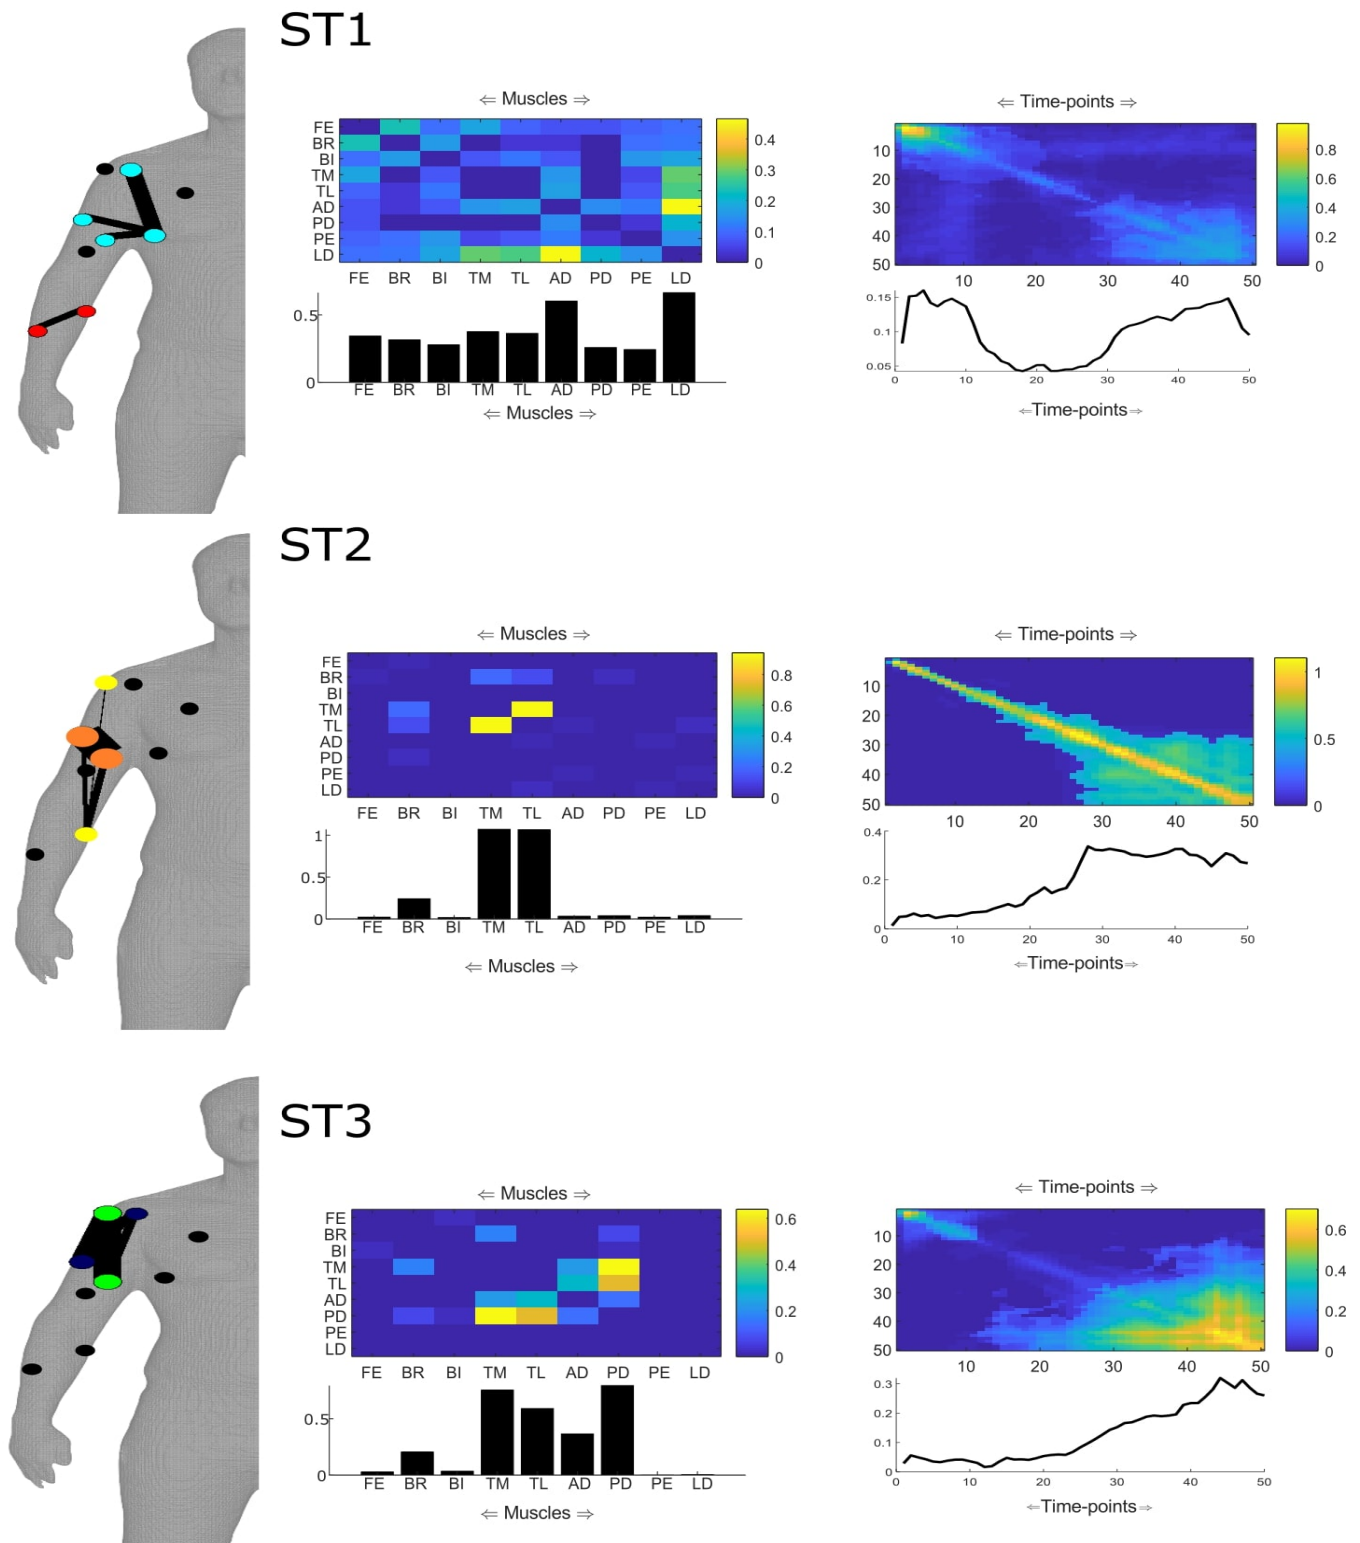 ST1
⇐ Muscles ⇒
FE
BR
BI
TM
TL
AD
PD
PE
LD
0.4
0.3
0.2
0.1
0
FE BR BI TM TL AD PD PE LD
0.5
0
FE BR BI TM TL AD PD PE LD
⇐ Muscles ⇒
⇐ Time-points ⇒
10
20
30
40
50
0.8
0.6
0.4
0.2
0
10 20 30 40 50
0.15
0.1
0.05
0 10 20 30 40 50
⇐Time-points⇒
ST2
⇐ Muscles ⇒
FE
BR
BI
TM
TL
AD
PD
PE
LD
0.8
0.6
0.4
0.2
0
FE BR BI TM TL AD PD PE LD
1
0.5
0
FE BR BI TM TL AD PD PE LD
⇐ Muscles ⇒
⇐ Time-points ⇒
10
20
30
40
50
1
0.5
0
10 20 30 40 50
0.4
0.2
0
0 10 20 30 40 50
⇐Time-points⇒
ST3
⇐ Muscles ⇒
FE
BR
BI
TM
TL
AD
PD
PE
LD
0.6
0.4
0.2
0
FE BR BI TM TL AD PD PE LD
0.5
0
FE BR BI TM TL AD PD PE LD
⇐ Muscles ⇒
⇐ Time-points ⇒
10
20
30
40
50
0.6
0.4
0.2
0
10 20 30 40 50
0.3
0.2
0.1
0
0 10 20 30 40 50
⇐Time-points⇒